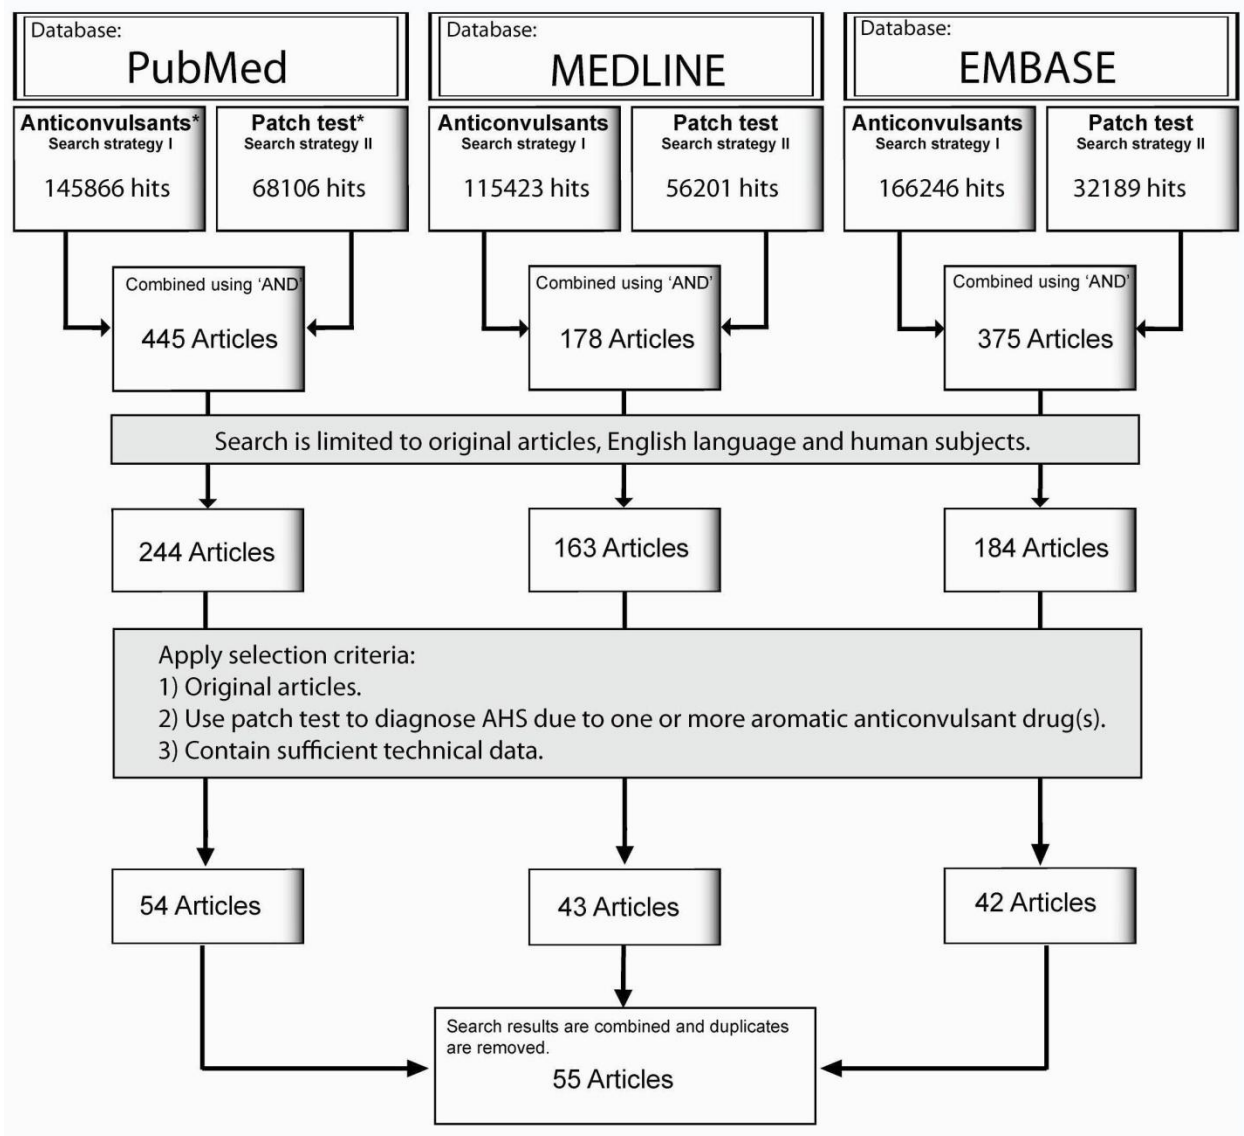 Database:
PubMed
Anticonvulsants*
Search strategy I
145866 hits
Patch test*
Search strategy II
68106 hits
Database:
MEDLINE
Anticonvulsants
Search strategy I
115423 hits
Patch test
Search strategy II
56201 hits
Database:
EMBASE
Anticonvulsants
Search strategy I
166246 hits
Patch test
Search strategy II
32189 hits
Combined using ‘AND’
445 Articles
Combined using ‘AND’
178 Articles
Combined using ‘AND’
375 Articles
Search is limited to original articles, English language and human subjects.
244 Articles
163 Articles
184 Articles
Apply selection criteria:
1) Original articles.
2) Use patch test to diagnose AHS due to one or more aromatic anticonvulsant drug(s).
3) Contain sufficient technical data.
54 Articles
43 Articles
42 Articles
Search results are combined and duplicates
are removed.
55 Articles